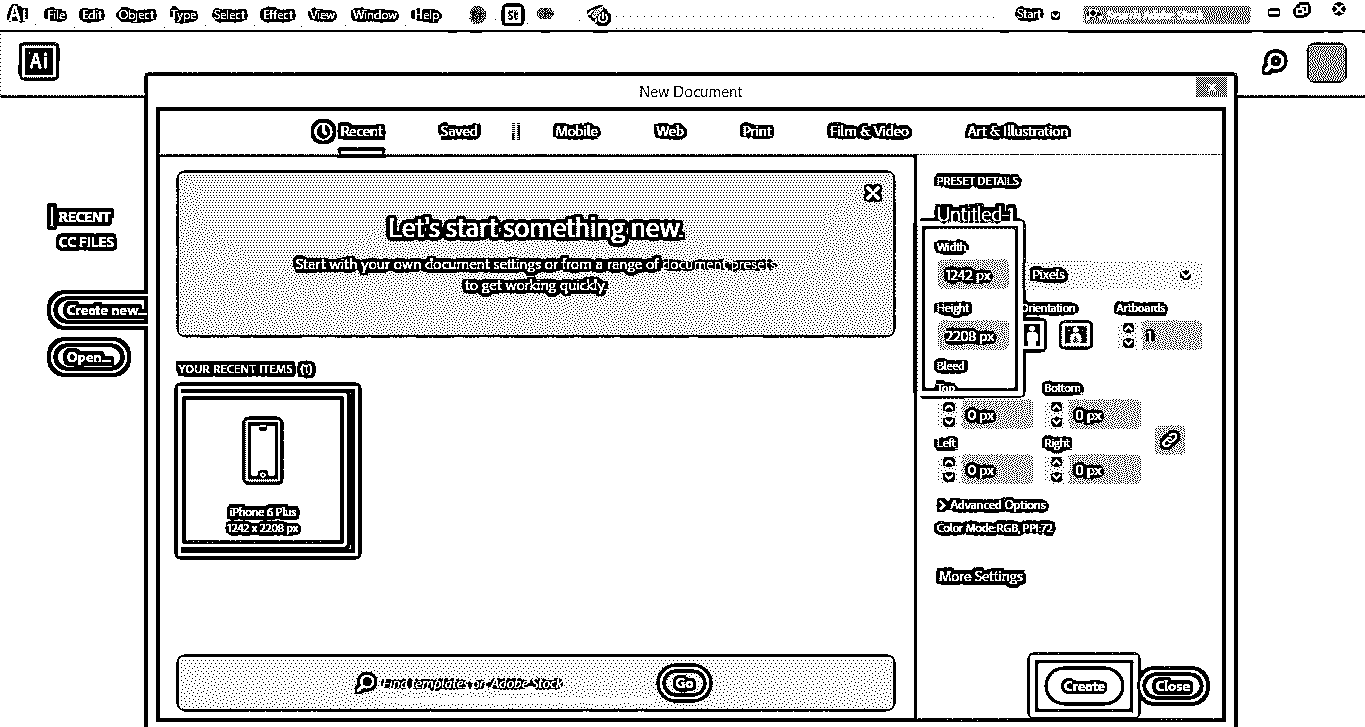 Ai File Edit Object Type Select Effect View Window Help St Start
Ai
New Document
Recent Saved Mobile Web Print Film & Video Art & Illustration
RECENT
CC FILES
Create new...
Open...
Let's start something new.
Start with your own document settings or from a range of document presets
to get working quickly.
YOUR RECENT ITEMS (1)
iPhone 6 Plus
1242 x 2208 px
Find templates on Adobe Stock
Go
PRESET DETAILS
Untitled-1
Width
1242 px Pixels
Height Orientation Artboards
2208 px 1
Bleed
Top Bottom
0 px 0 px
Left Right
0 px 0 px
Advanced Options
Color Mode:RGB, PPI:72
More Settings
Create Close